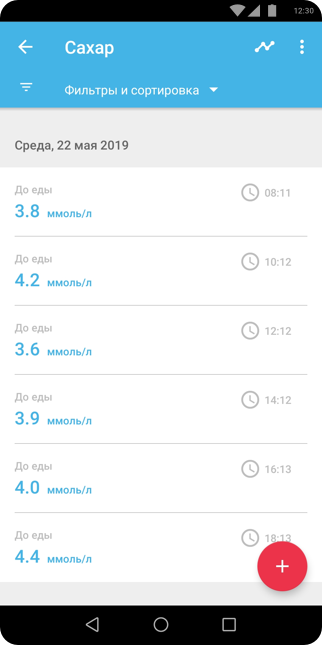 12:30
Сахар
Фильтры и сортировка
Среда, 22 мая 2019
До еды
08:11
3.8 ммоль/л
До еды
10:12
4.2 ммоль/л
До еды
12:12
3.6 ммоль/л
До еды
14:12
3.9 ммоль/л
До еды
16:13
4.0 ммоль/л
До еды
18:13
4.4 ммоль/л